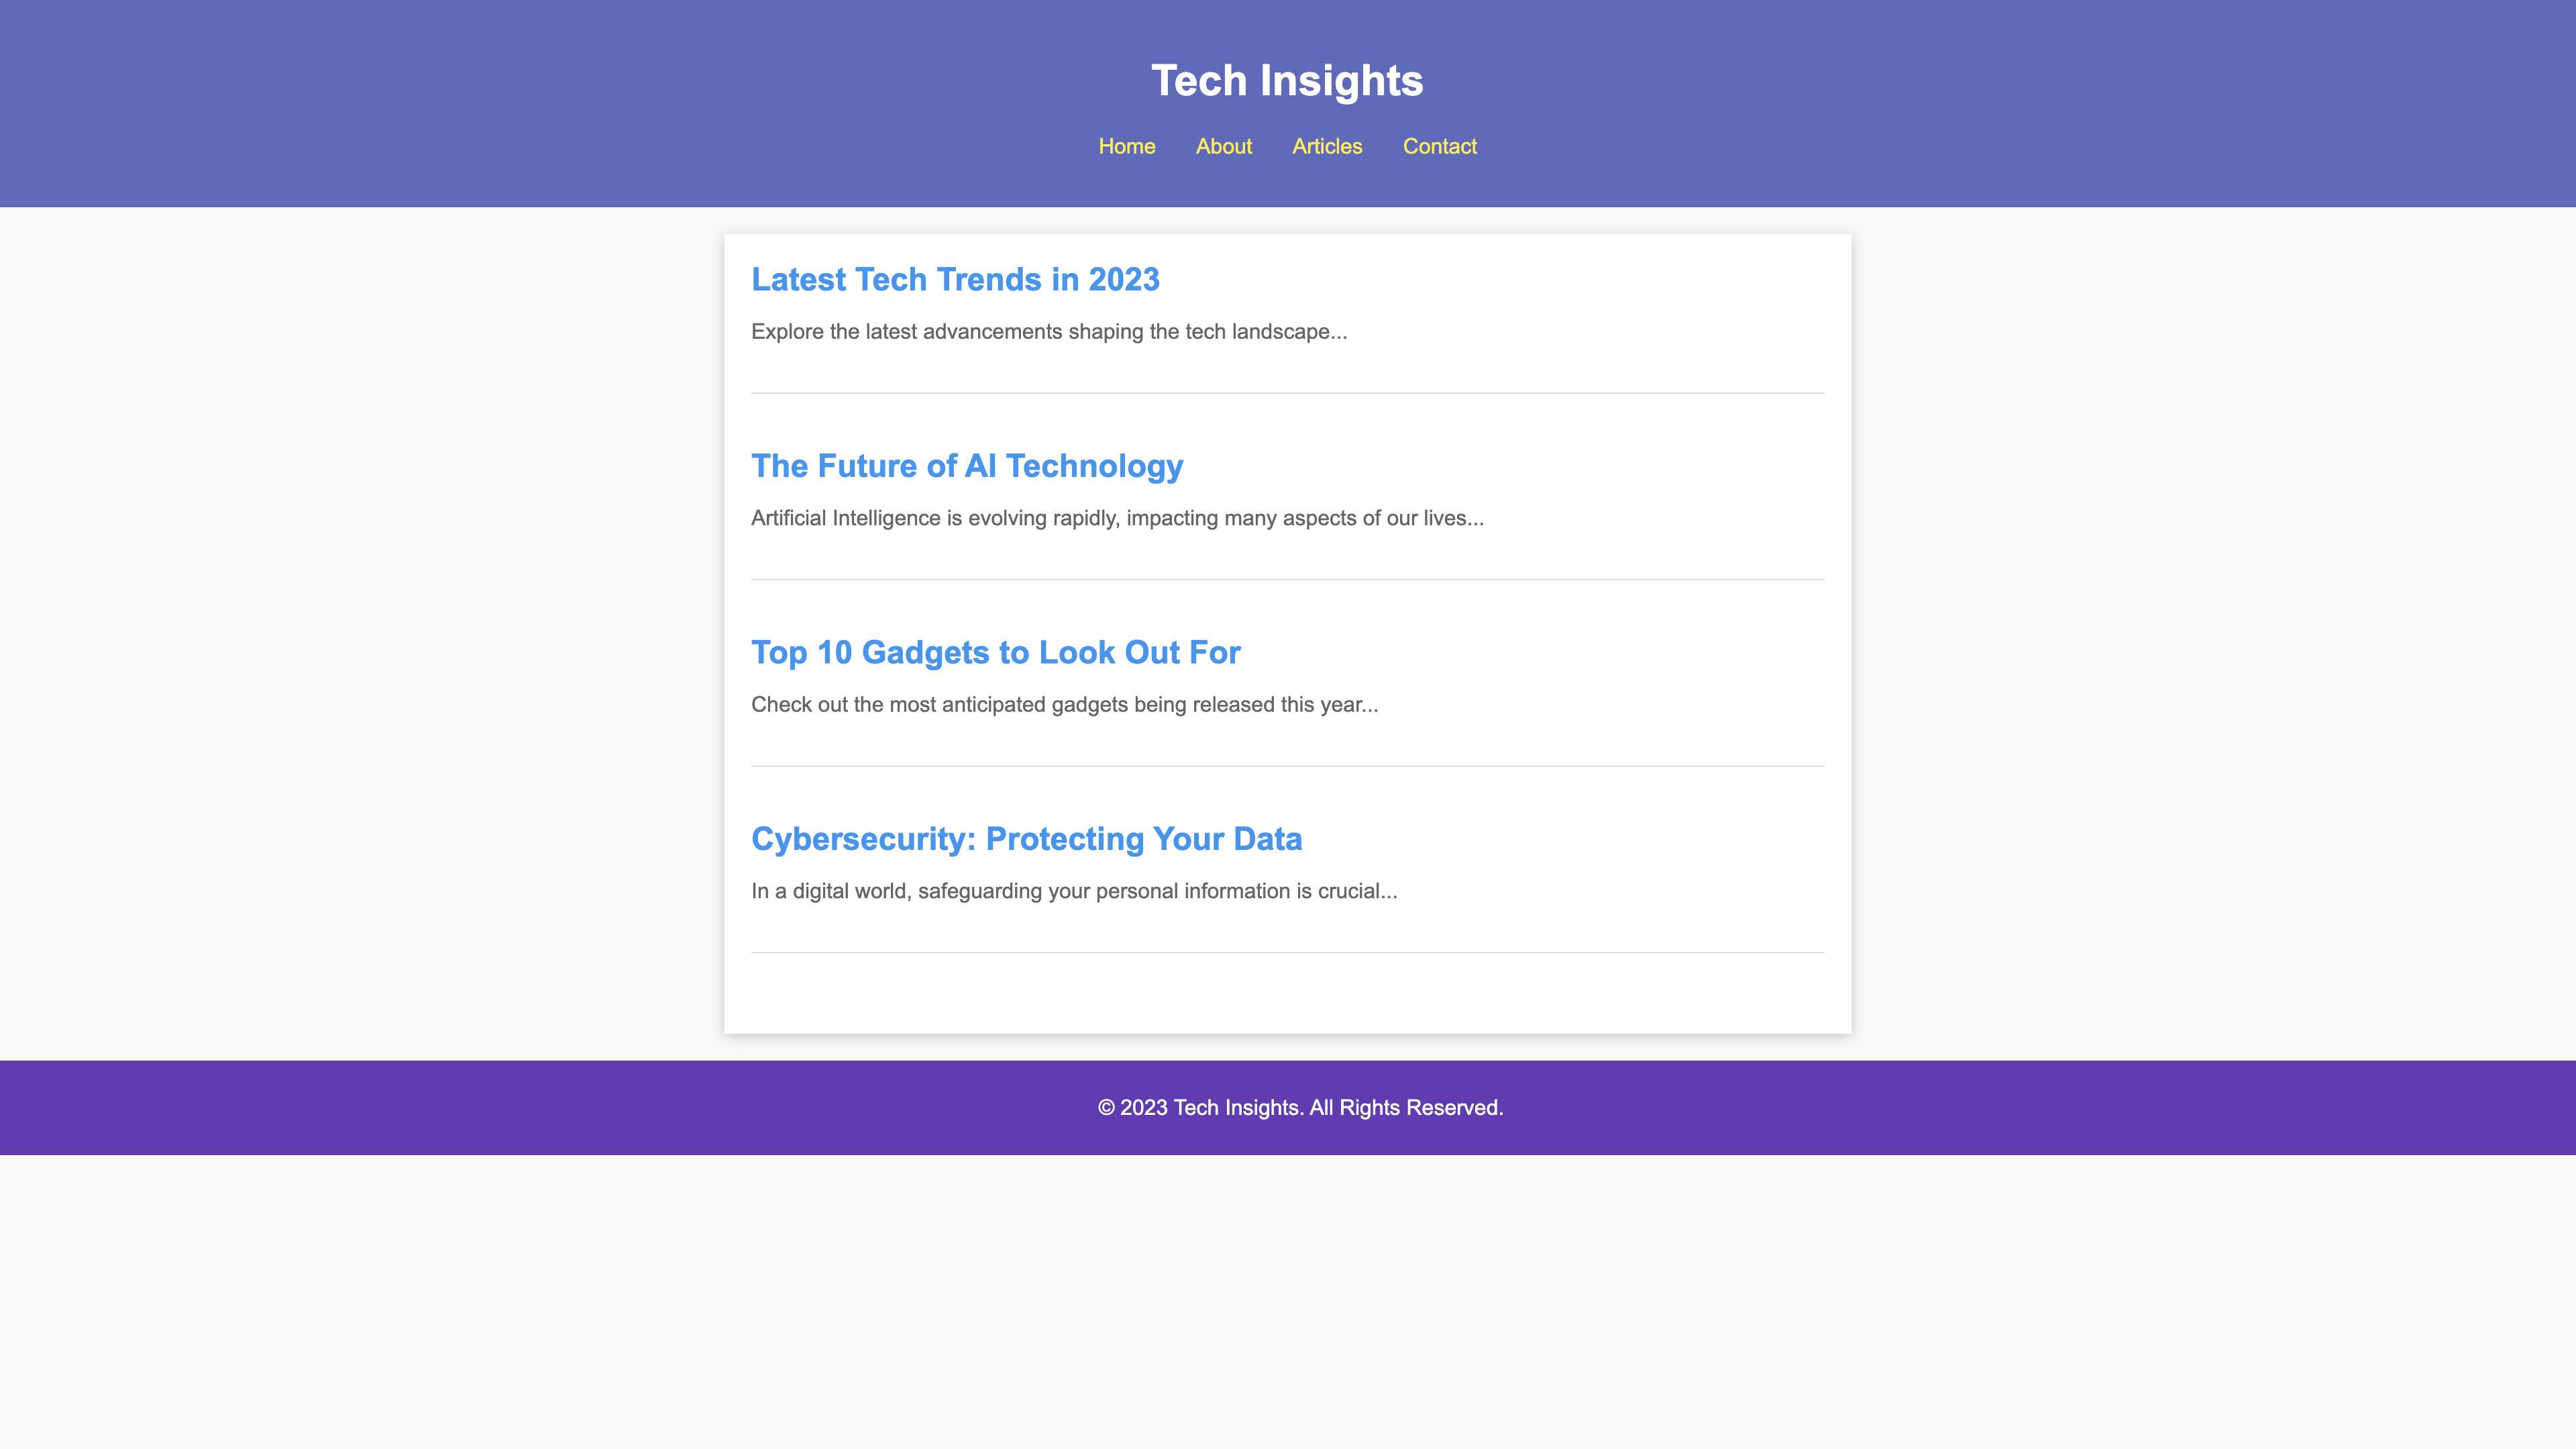 Tech Insights
Home About Articles Contact
Latest Tech Trends in 2023
Explore the latest advancements shaping the tech landscape...
The Future of AI Technology
Artificial Intelligence is evolving rapidly, impacting many aspects of our lives...
Top 10 Gadgets to Look Out For
Check out the most anticipated gadgets being released this year...
Cybersecurity: Protecting Your Data
In a digital world, safeguarding your personal information is crucial...
© 2023 Tech Insights. All Rights Reserved.